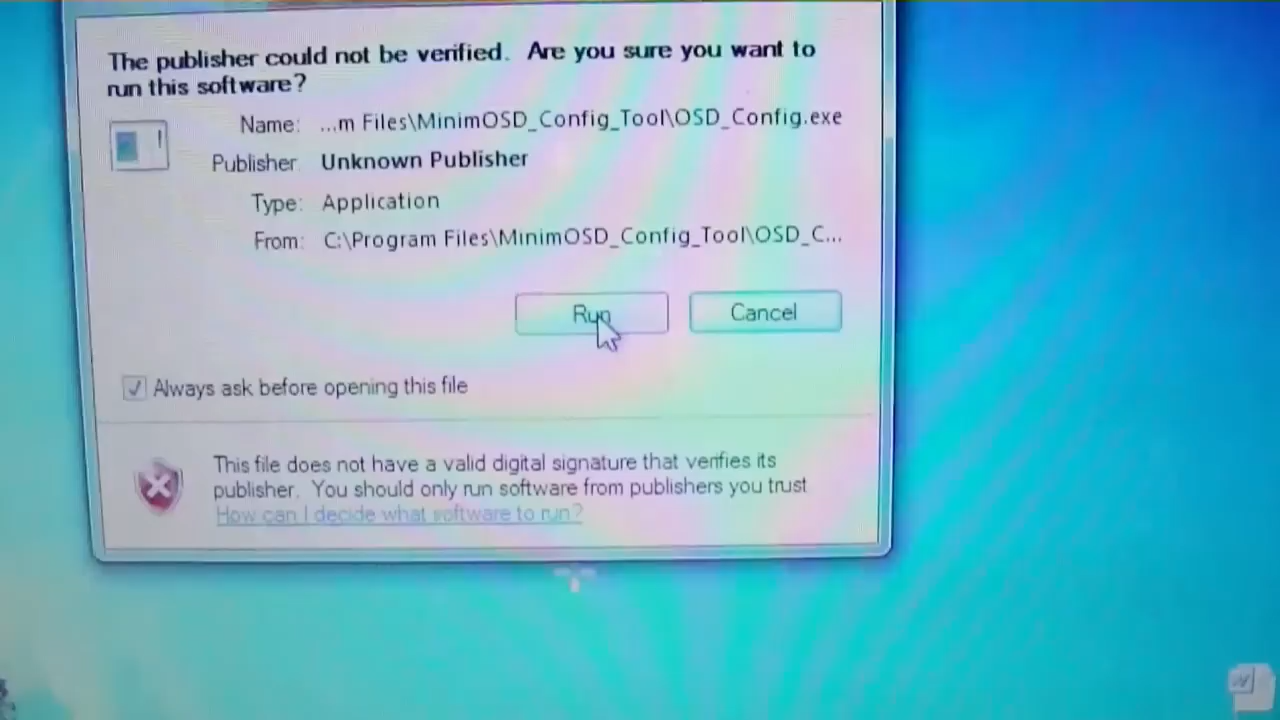 The publisher could not be verified. Are you sure you want to
run this software?
Name: ...m Files\MinimOSD_Config_Tool\OSD_Config.exe
Publisher: Unknown Publisher
Type: Application
From: C:\Program Files\MinimOSD_Config_Tool\OSD_C...
Run Cancel
Always ask before opening this file
This file does not have a valid digital signature that verifies its
publisher. You should only run software from publishers you trust
How can I decide what software to run?